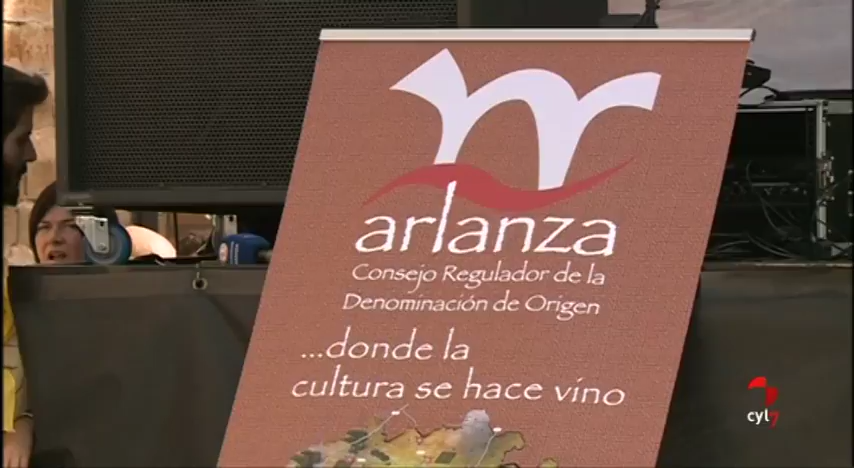 arlanza
Consejo Regulador de la
Denominación de Origen
...donde la
cultura se hace vino
cyl7